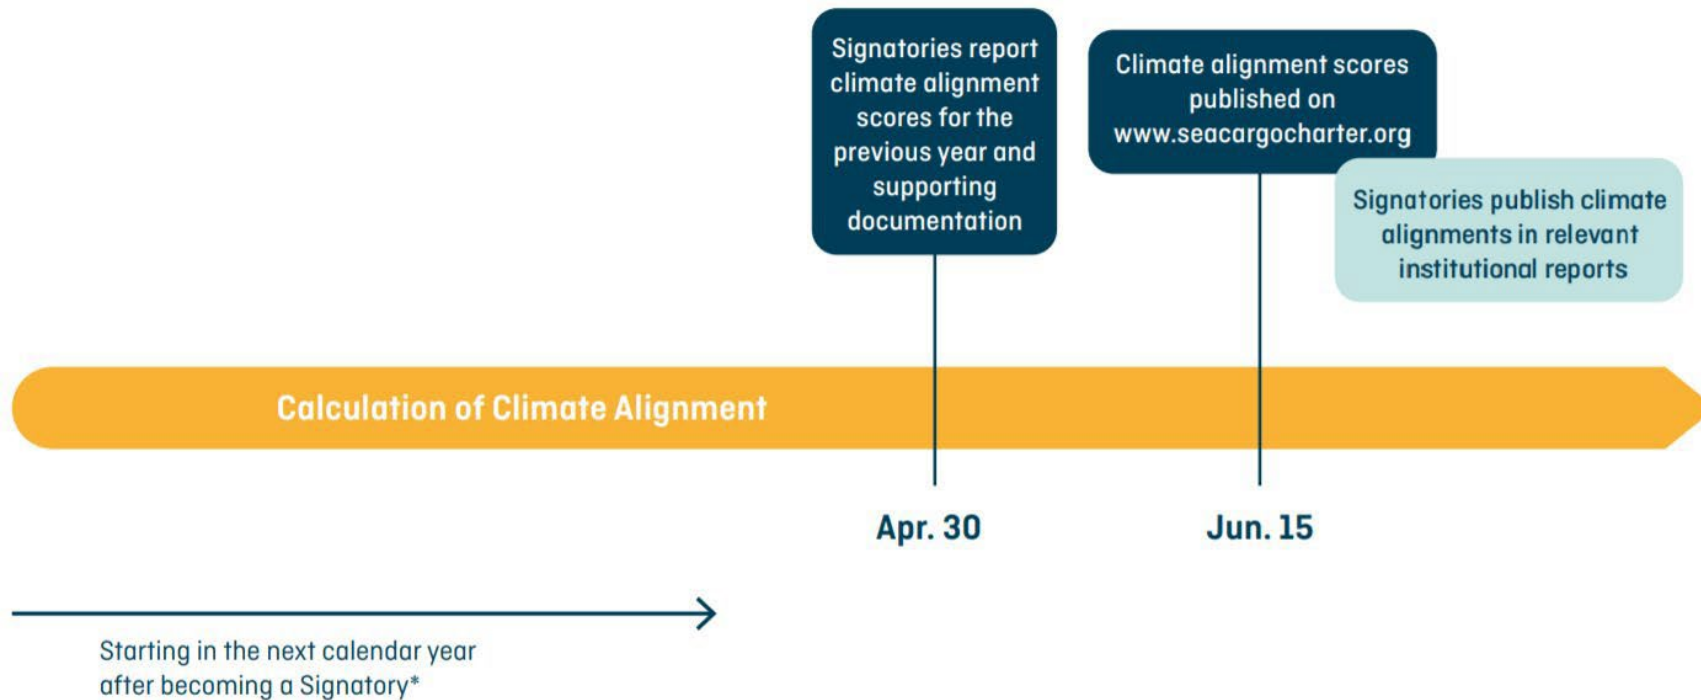 Signatories report
climate alignment
scores for the
previous year and
supporting
documentation
Climate alignment scores
published on
www.seacargocharter.org
Signatories publish climate
alignments in relevant
institutional reports
Calculation of Climate Alignment
Apr. 30
Jun. 15
Starting in the next calendar year
after becoming a Signatory*